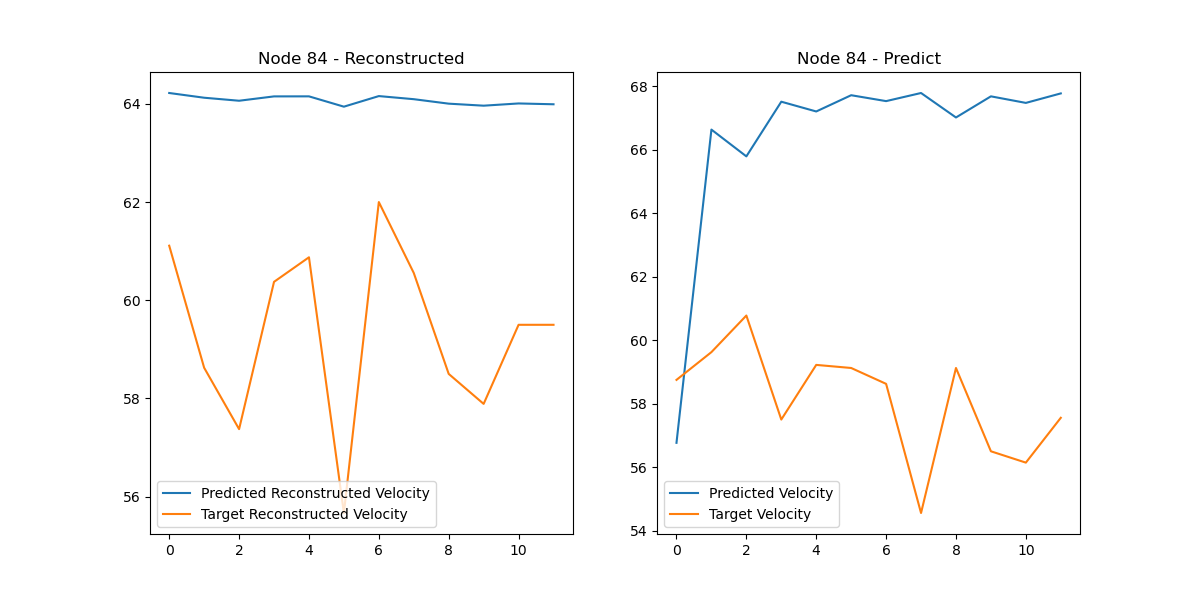 Node 84 - Reconstructed
64
62
60
58
56
0 2 4 6 8 10
Predicted Reconstructed Velocity
Target Reconstructed Velocity
Node 84 - Predict
68
66
64
62
60
58
56
54
0 2 4 6 8 10
Predicted Velocity
Target Velocity